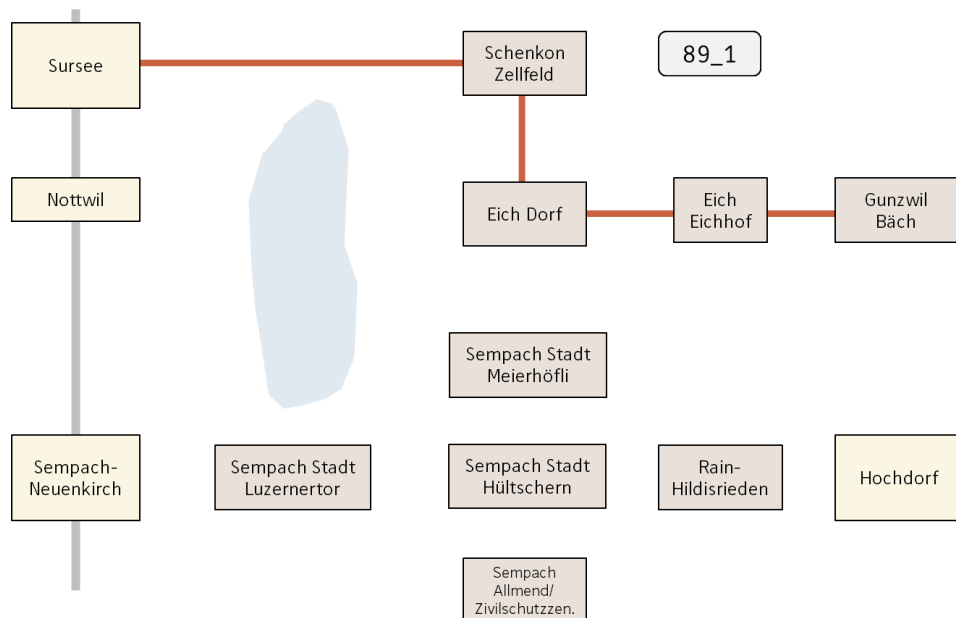 Sursee
Schenkon
Zellfeld
89_1
Nottwil
Eich Dorf
Eich
Eichhof
Gunzwil
Bäch
Sempach Stadt
Meierhöfli
Sempach-
Neuenkirch
Sempach Stadt
Luzernertor
Sempach Stadt
Hültschern
Rain-
Hildisrieden
Hochdorf
Sempach
Allmend/
Zivilschutzzen.